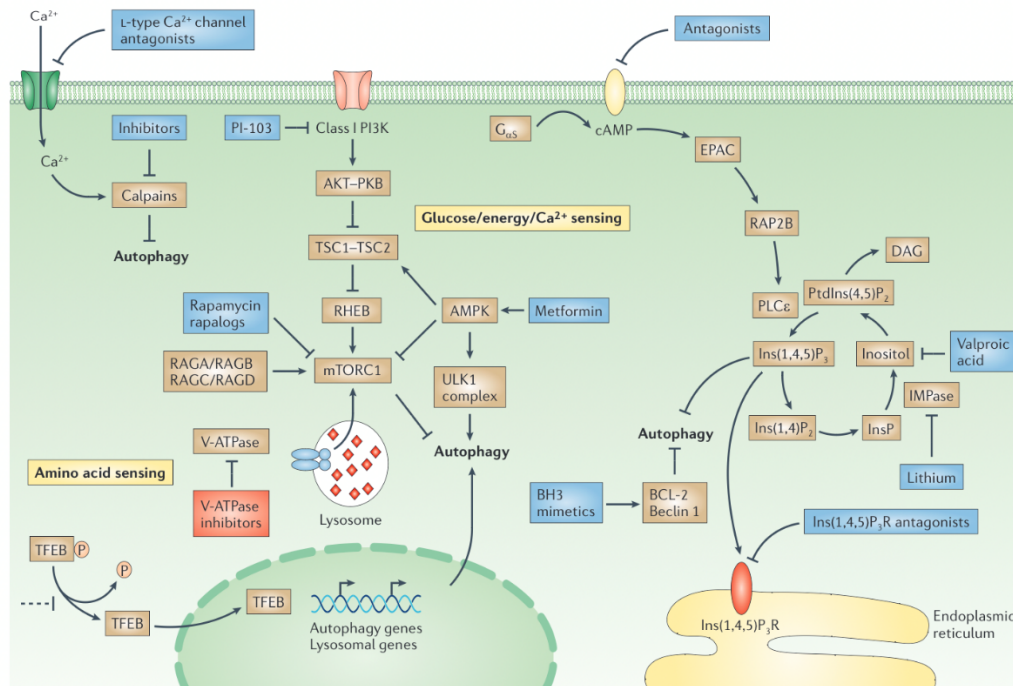 Ca²⁺
L-type Ca²⁺ channel
antagonists
Antagonists
Inhibitors
PI-103
Class I PI3K
GαS
cAMP
EPAC
Ca²⁺
Calpains
AKT–PKB
Glucose/energy/Ca²⁺ sensing
RAP2B
Autophagy
TSC1–TSC2
DAG
PtdIns(4,5)P₂
PLCε
Rapamycin
rapalogs
RHEB
AMPK
Metformin
RAGA/RAGB
RAGC/RAGD
mTORC1
Ins(1,4,5)P₃
Inositol
Valproic
acid
ULK1
complex
IMPase
Ins(1,4)P₂
InsP
V-ATPase
Autophagy
Autophagy
Amino acid sensing
Lithium
V-ATPase
inhibitors
Lysosome
BH3
mimetics
BCL-2
Beclin 1
Ins(1,4,5)P₃R antagonists
TFEB
P
P
TFEB
TFEB
Autophagy genes
Lysosomal genes
Ins(1,4,5)P₃R
Endoplasmic
reticulum